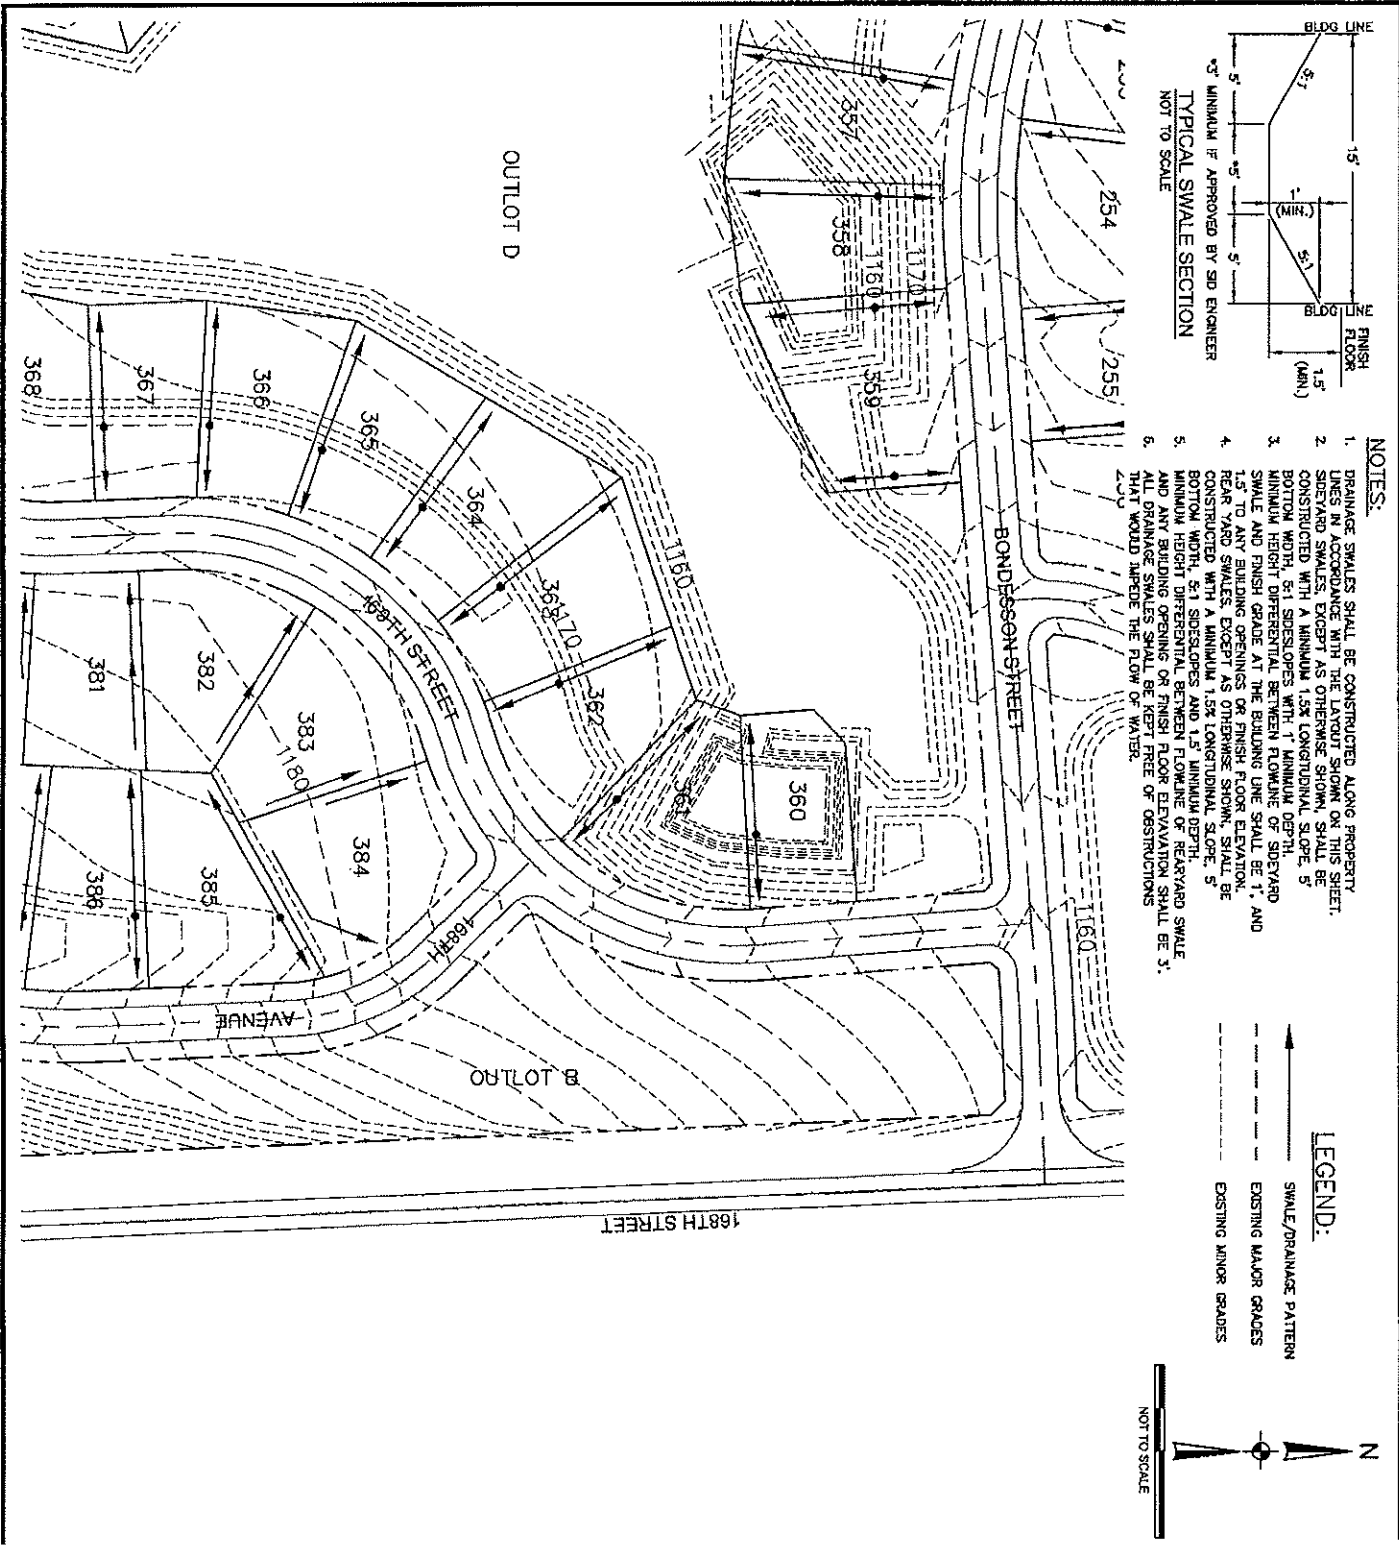 BLDG LINE
15'
BLDG LINE
FINISH
FLOOR
5:1
1'
(MIN.)
5:1
1.5'
(MIN.)
5'
*5'
5'
*3' MINIMUM IF APPROVED BY SID ENGINEER
TYPICAL SWALE SECTION
NOT TO SCALE
NOTES:
1. DRAINAGE SWALES SHALL BE CONSTRUCTED ALONG PROPERTY
LINES IN ACCORDANCE WITH THE LAYOUT SHOWN ON THIS SHEET.
2. SIDEYARD SWALES, EXCEPT AS OTHERWISE SHOWN, SHALL BE
CONSTRUCTED WITH A MINIMUM 1.5% LONGITUDINAL SLOPE, 5'
BOTTOM WIDTH, 5:1 SIDESLOPES WITH 1' MINIMUM DEPTH.
3. MINIMUM HEIGHT DIFFERENTIAL BETWEEN FLOWLINE OF SIDEYARD
SWALE AND FINISH GRADE AT THE BUILDING LINE SHALL BE 1', AND
1.5' TO ANY BUILDING OPENINGS OR FINISH FLOOR ELEVATION.
4. REAR YARD SWALES, EXCEPT AS OTHERWISE SHOWN, SHALL BE
CONSTRUCTED WITH A MINIMUM 1.5% LONGITUDINAL SLOPE, 5'
BOTTOM WIDTH, 5:1 SIDESLOPES AND 1.5' MINIMUM DEPTH.
5. MINIMUM HEIGHT DIFFERENTIAL BETWEEN FLOWLINE OF REARYARD SWALE
AND ANY BUILDING OPENING OR FINISH FLOOR ELEVAVATION SHALL BE 3'.
6. ALL DRAINAGE SWALES SHALL BE KEPT FREE OF OBSTRUCTIONS
THAT WOULD IMPEDE THE FLOW OF WATER.
LEGEND:
SWALE/DRAINAGE PATTERN
EXISTING MAJOR GRADES
EXISTING MINOR GRADES
N
NOT TO SCALE
254
255
357
358
359
1170
1160
BONDESSON STREET
1160
OUTLOT D
360
361
362
363
1170
1160
364
365
366
367
368
169TH STREET
381
382
383
1180
384
385
386
168TH
AVENUE
OUTLOT B
168TH STREET